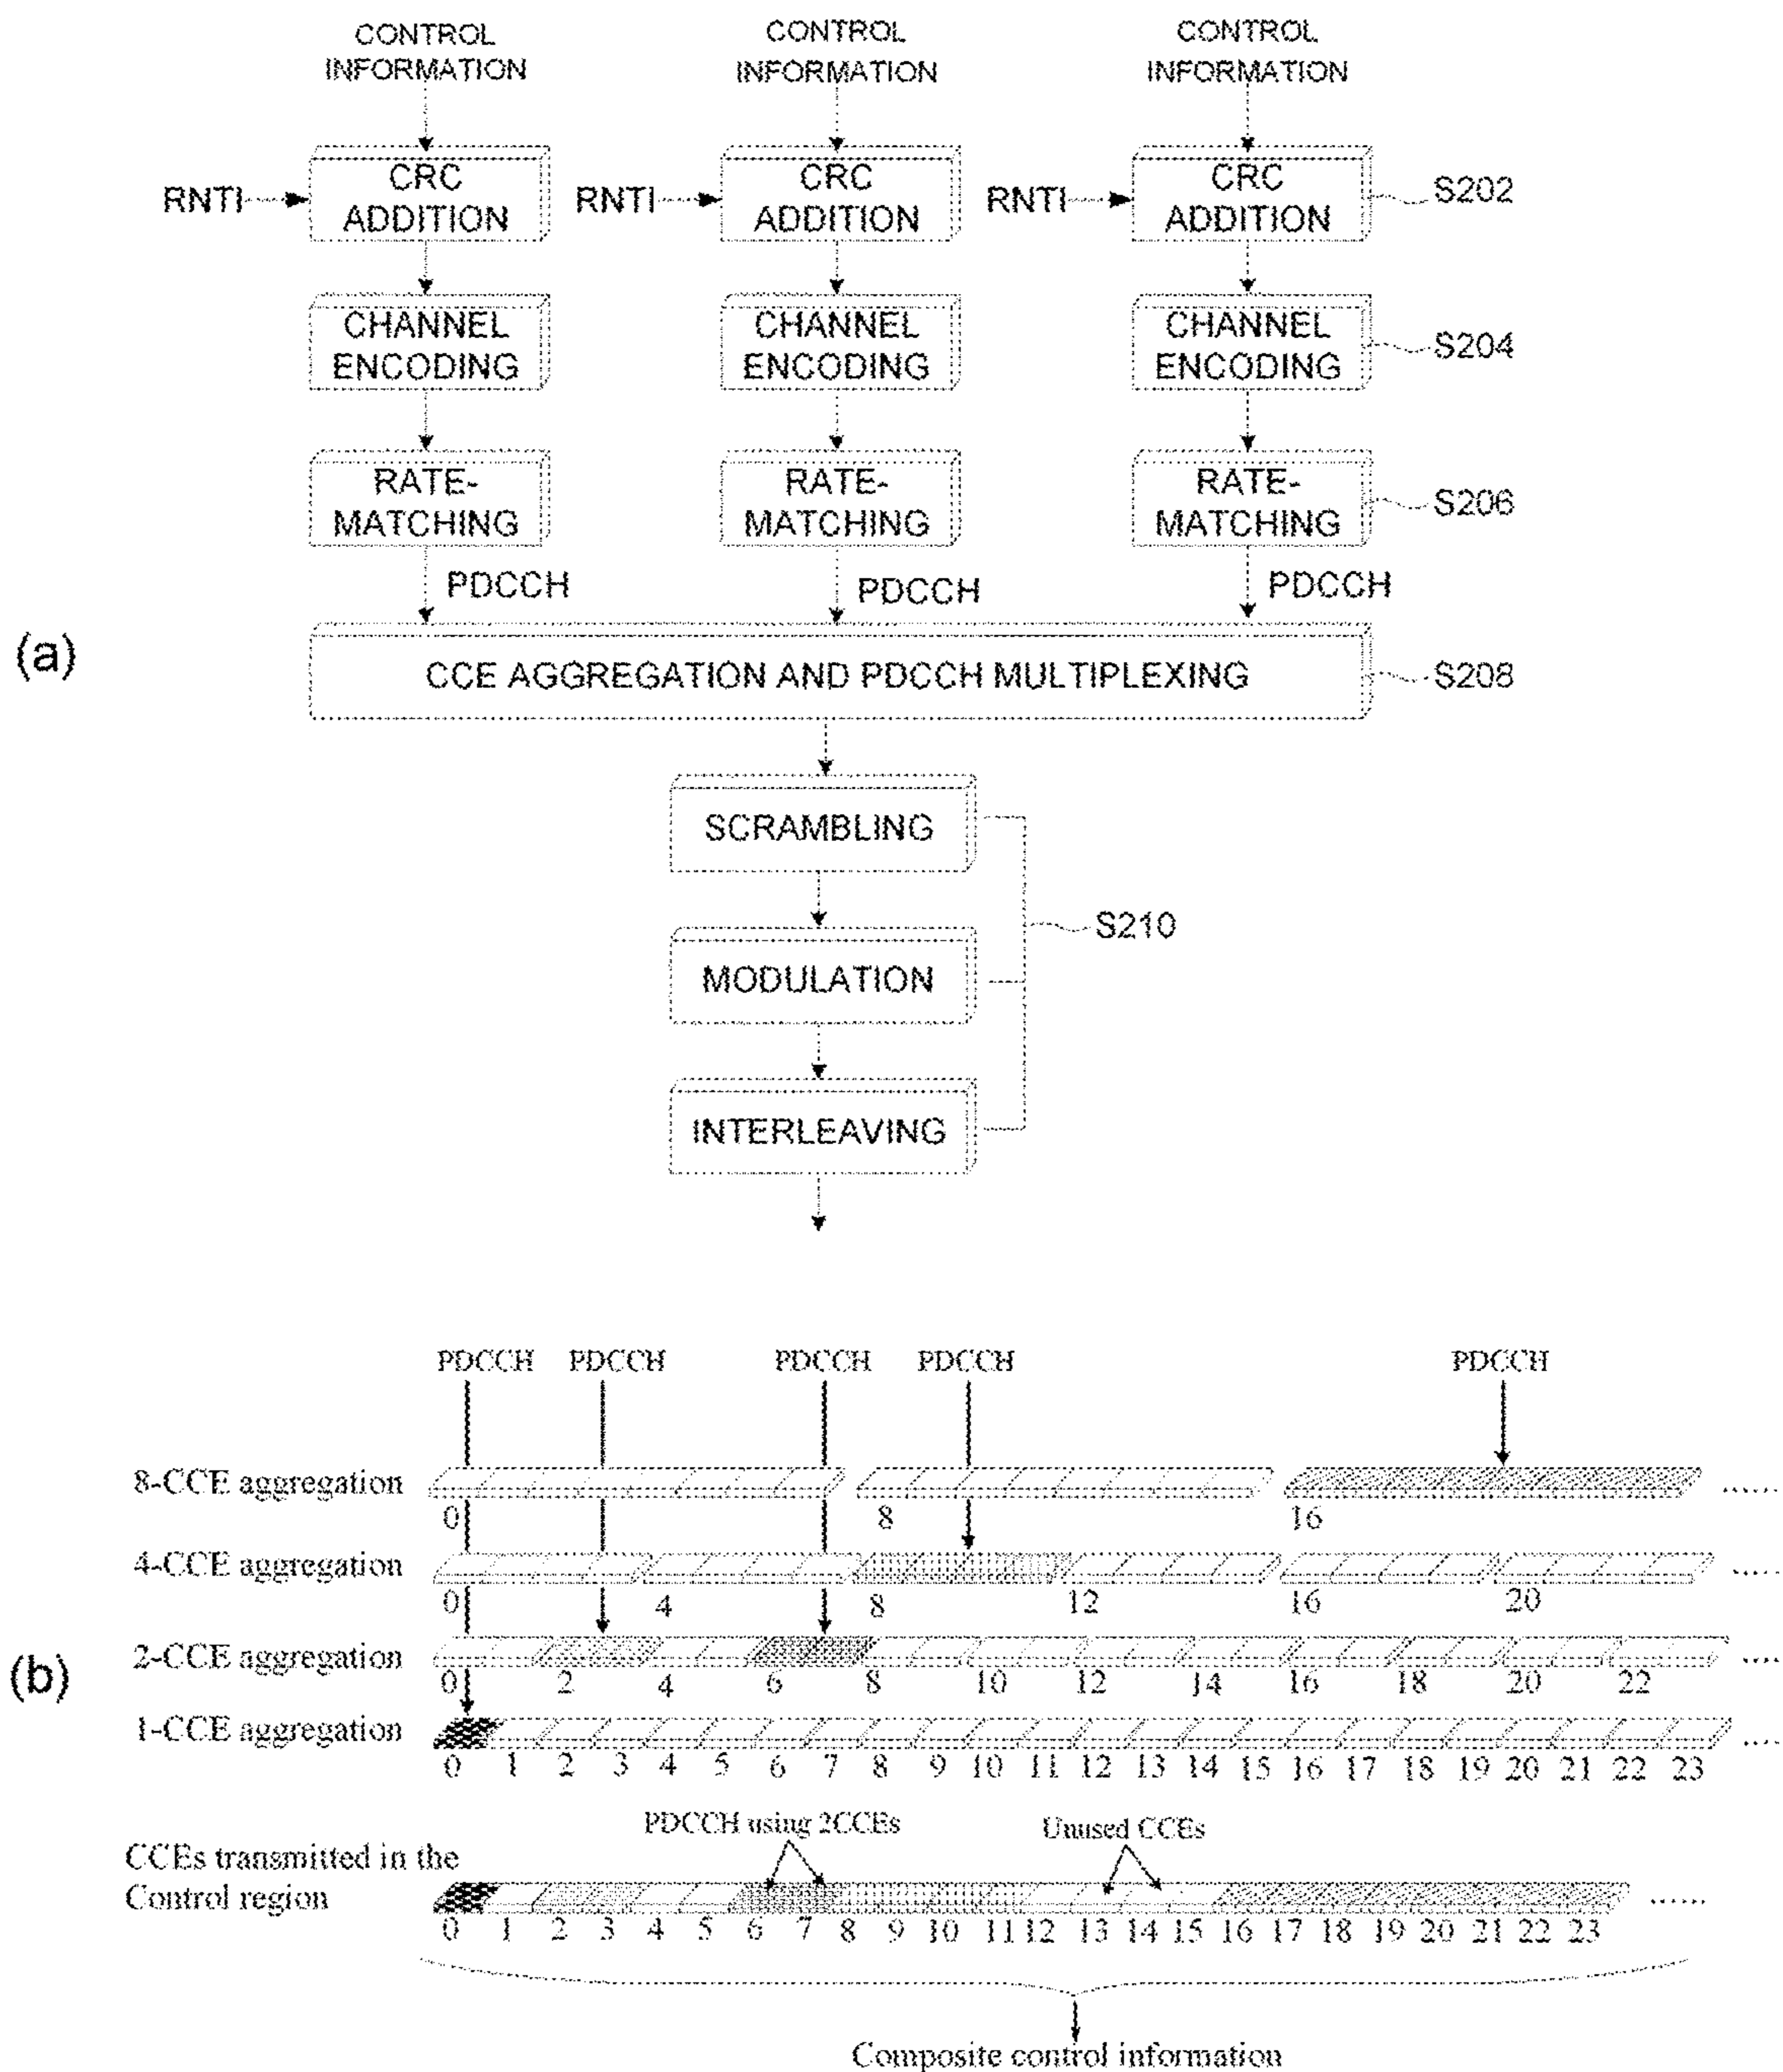 CONTROL INFORMATION
CONTROL INFORMATION
CONTROL INFORMATION
RNTI
CRC ADDITION
RNTI
CRC ADDITION
RNTI
CRC ADDITION
S202
CHANNEL ENCODING
CHANNEL ENCODING
CHANNEL ENCODING
S204
RATE-MATCHING
RATE-MATCHING
RATE-MATCHING
S206
PDCCH
PDCCH
PDCCH
(a)
CCE AGGREGATION AND PDCCH MULTIPLEXING
S208
SCRAMBLING
MODULATION
S210
INTERLEAVING
PDCCH PDCCH PDCCH PDCCH PDCCH
8-CCE aggregation
0 8 16
4-CCE aggregation
0 4 8 12 16 20
(b)
2-CCE aggregation
0 2 4 6 8 10 12 14 16 18 20 22
1-CCE aggregation
0 1 2 3 4 5 6 7 8 9 10 11 12 13 14 15 16 17 18 19 20 21 22 23
PDCCH using 2CCEs
Unused CCEs
CCEs transmitted in the
Control region
0 1 2 3 4 5 6 7 8 9 10 11 12 13 14 15 16 17 18 19 20 21 22 23
Composite control information